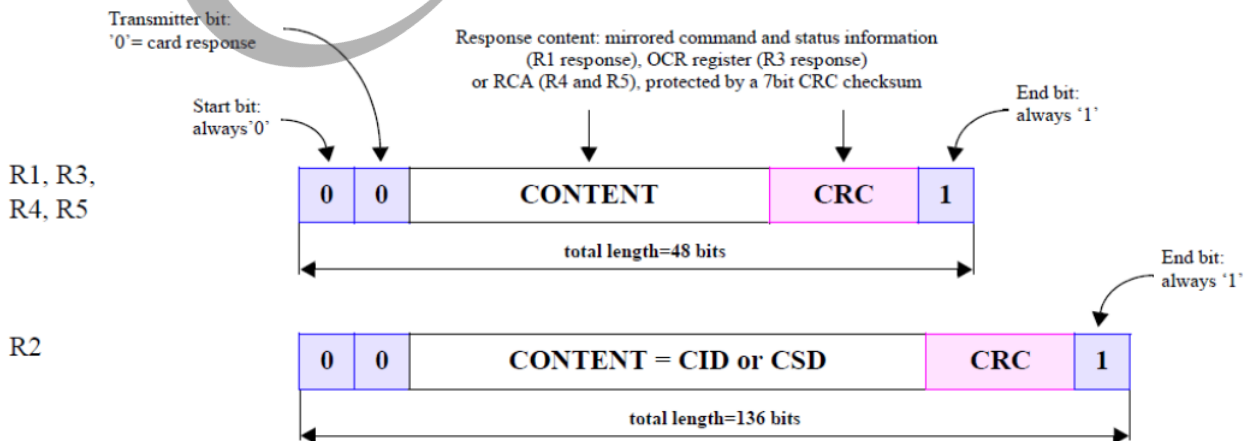 Transmitter bit:
'0'= card response
Response content: mirrored command and status information
(R1 response), OCR register (R3 response)
or RCA (R4 and R5), protected by a 7bit CRC checksum
Start bit:
always'0'
End bit:
always '1'
R1, R3,
R4, R5
0 0 CONTENT CRC 1
total length=48 bits
End bit:
always '1'
R2
0 0 CONTENT = CID or CSD CRC 1
total length=136 bits